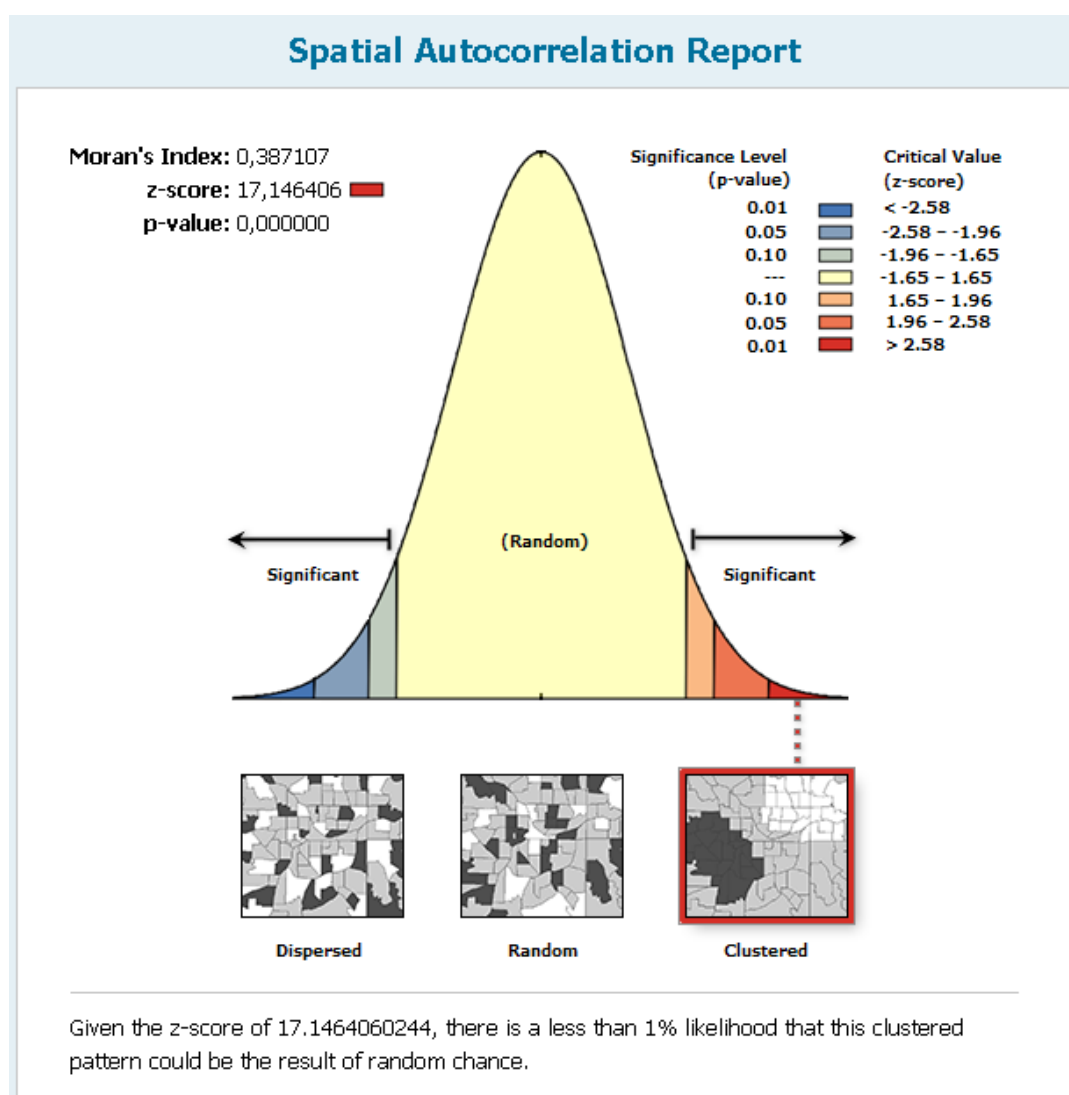 Spatial Autocorrelation Report
Moran's Index: 0,387107
z-score: 17,146406
p-value: 0,000000
Significance Level
(p-value)
Critical Value
(z-score)
0.01 < -2.58
0.05 -2.58 – -1.96
0.10 -1.96 – -1.65
--- -1.65 – 1.65
0.10 1.65 – 1.96
0.05 1.96 – 2.58
0.01 > 2.58
(Random)
Significant
Significant
Dispersed
Random
Clustered
Given the z-score of 17.1464060244, there is a less than 1% likelihood that this clustered
pattern could be the result of random chance.